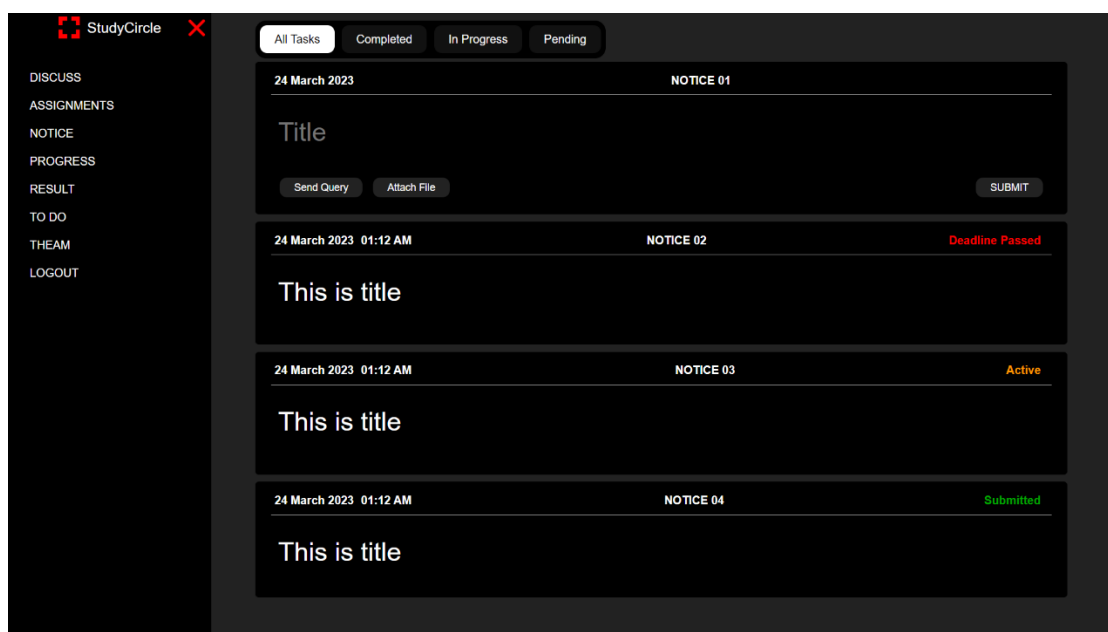 StudyCircle
DISCUSS
ASSIGNMENTS
NOTICE
PROGRESS
RESULT
TO DO
THEAM
LOGOUT
All Tasks Completed In Progress Pending
24 March 2023 NOTICE 01
Title
Send Query Attach File SUBMIT
24 March 2023 01:12 AM NOTICE 02 Deadline Passed
This is title
24 March 2023 01:12 AM NOTICE 03 Active
This is title
24 March 2023 01:12 AM NOTICE 04 Submitted
This is title